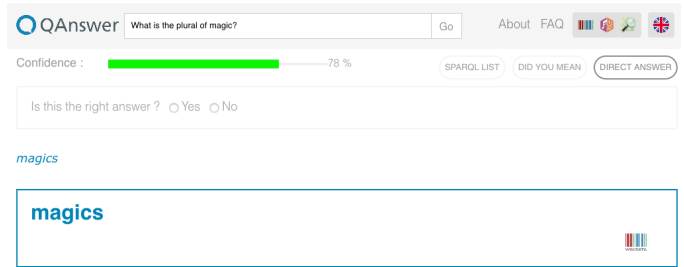 QAnswer What is the plural of magic? Go About FAQ
Confidence : 78 % SPARQL LIST DID YOU MEAN DIRECT ANSWER
Is this the right answer ? Yes No
magics
magics
WIKIDATA